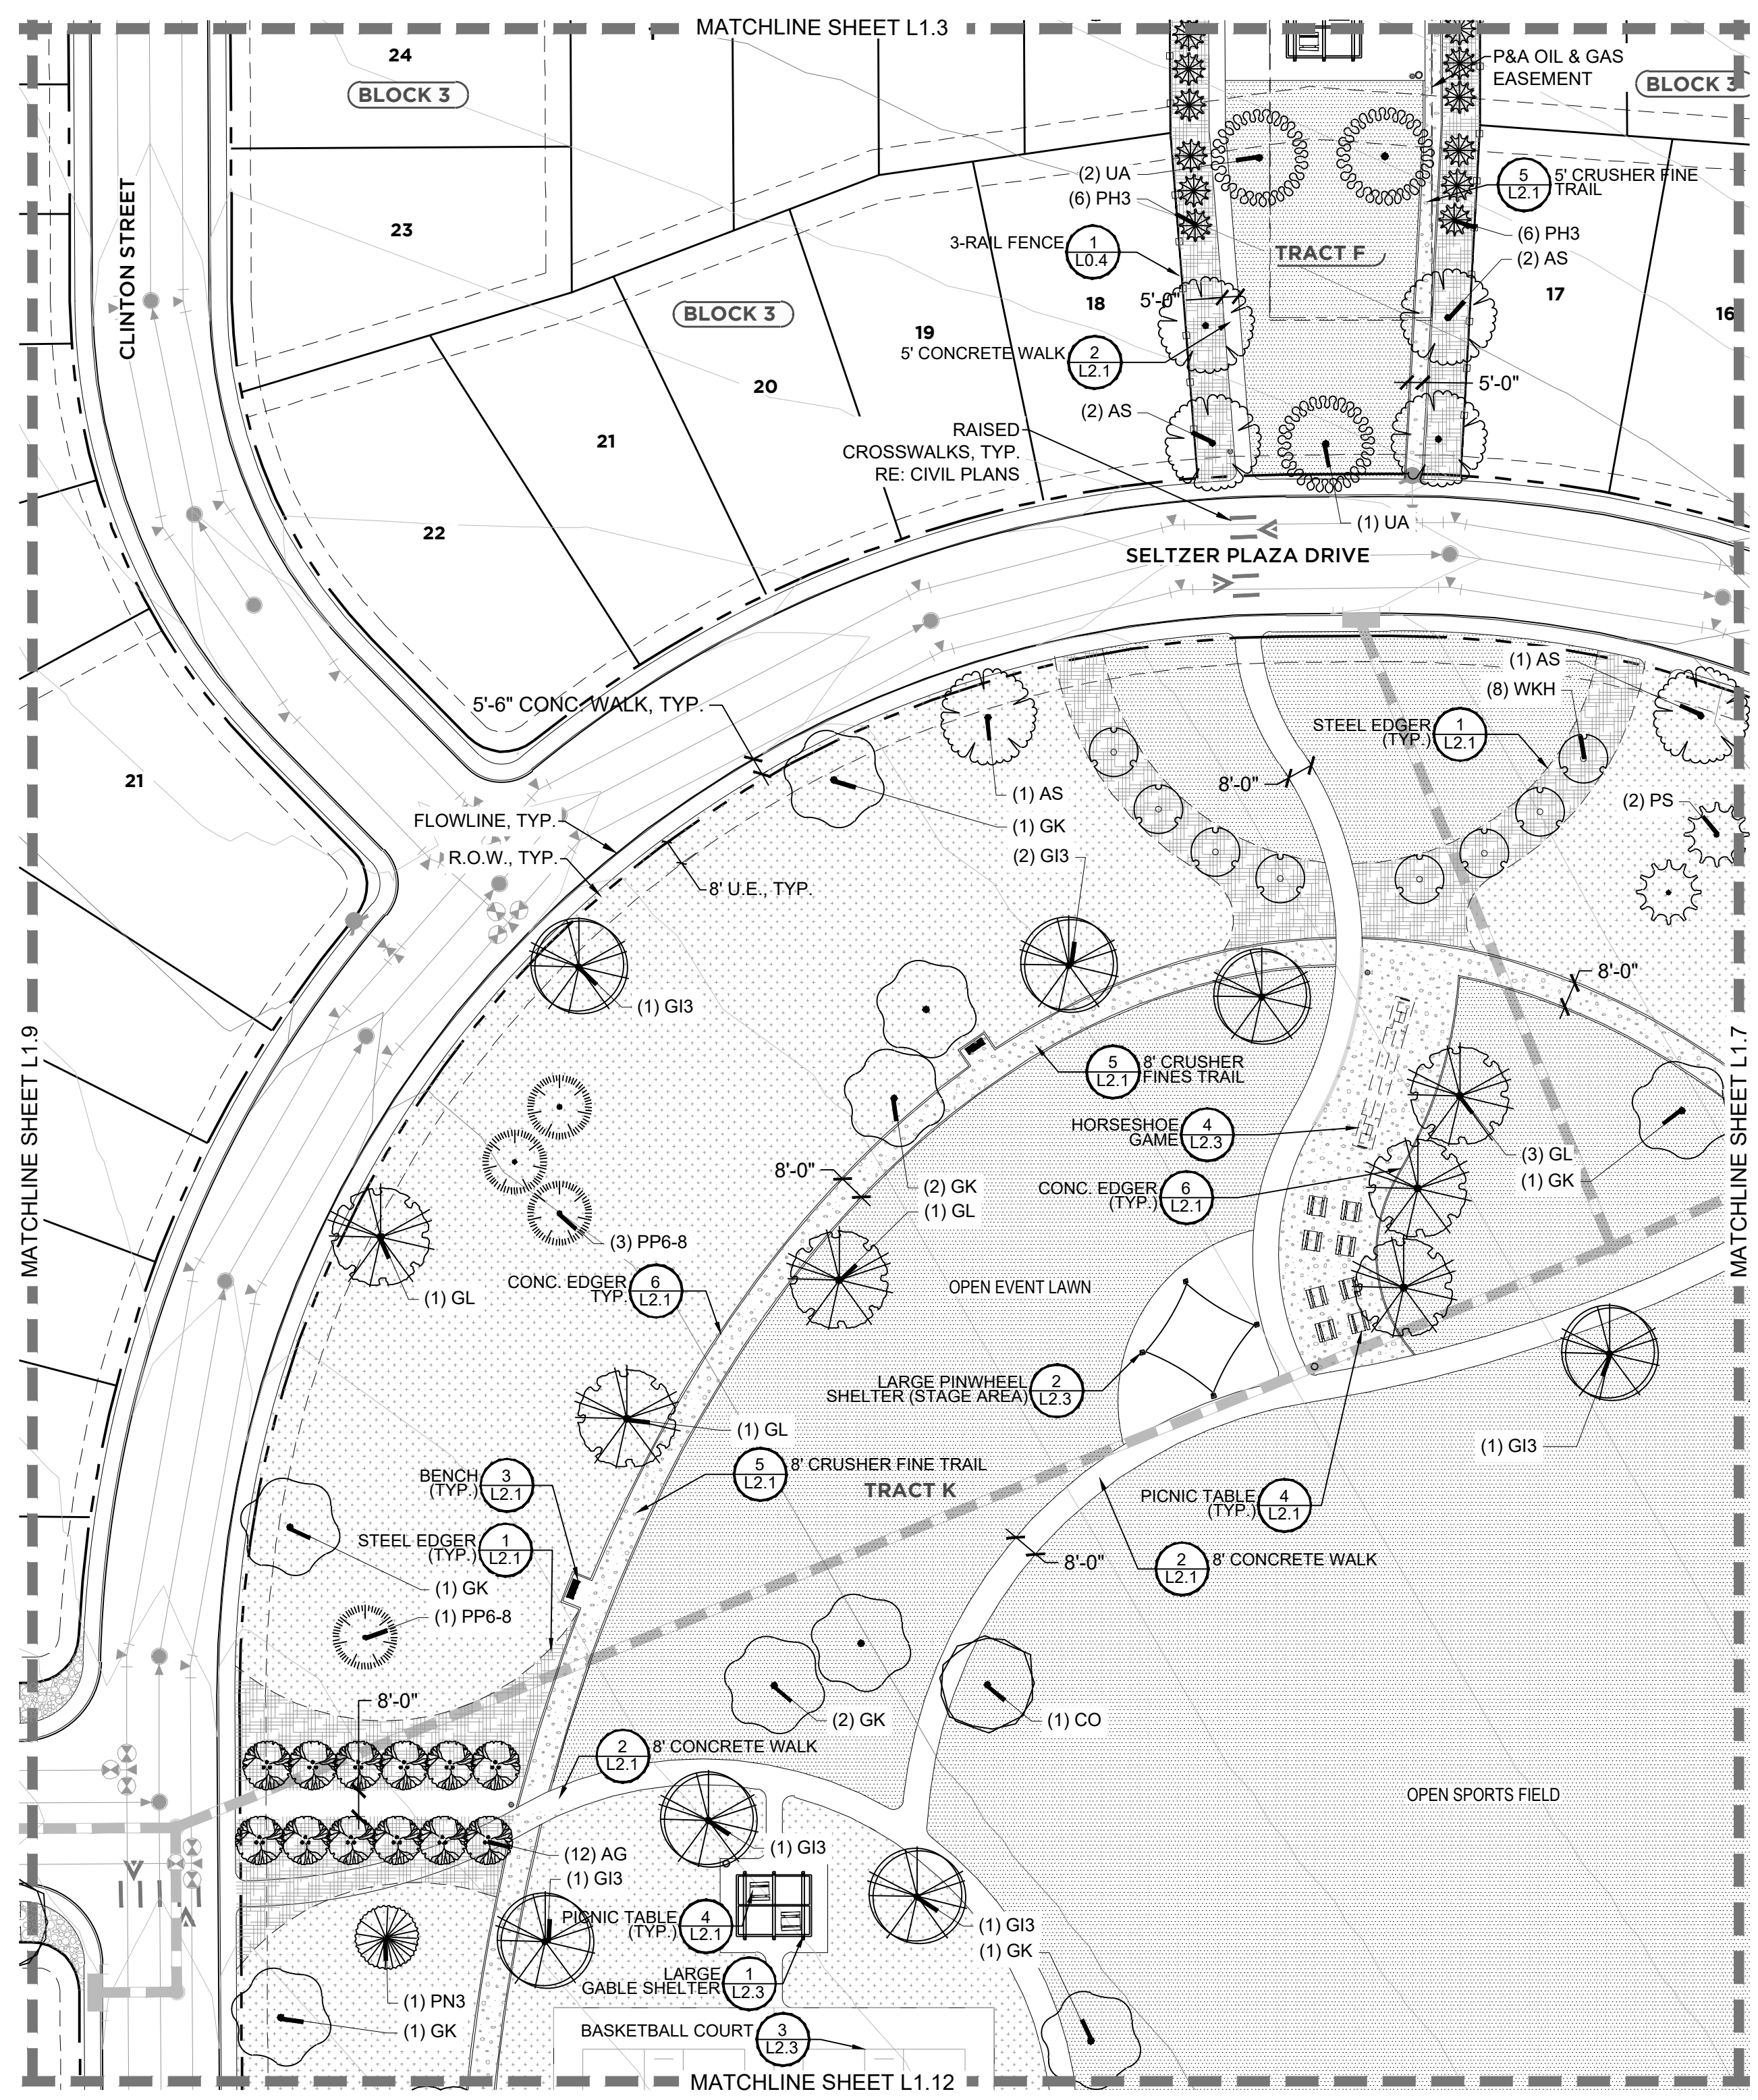 MATCHLINE SHEET L1.3
24
BLOCK 3
P&A OIL & GAS
EASEMENT
BLOCK 3
CLINTON STREET
23
(2) UA
(6) PH3
5
L2.1
5' CRUSHER FINE
TRAIL
3-RAIL FENCE
1
L0.4
TRACT F
(6) PH3
(2) AS
BLOCK 3
18
5'-0"
17
16
19
5' CONCRETE WALK
2
L2.1
20
5'-0"
(2) AS
21
RAISED
CROSSWALKS, TYP.
RE: CIVIL PLANS
22
(1) UA
SELTZER PLAZA DRIVE
(1) AS
(8) WKH
5'-6" CONC. WALK, TYP.
STEEL EDGER
(TYP.)
1
L2.1
21
8'-0"
(1) AS
(2) PS
FLOWLINE, TYP.
(1) GK
R.O.W., TYP.
(2) GI3
8' U.E., TYP.
8'-0"
(1) GI3
MATCHLINE SHEET L1.9
MATCHLINE SHEET L1.7
5
L2.1
8' CRUSHER
FINES TRAIL
HORSESHOE
GAME
4
L2.3
(3) GL
(1) GK
8'-0"
CONC. EDGER
(TYP.)
6
L2.1
(2) GK
(1) GL
(3) PP6-8
CONC. EDGER
TYP.
6
L2.1
OPEN EVENT LAWN
(1) GL
LARGE PINWHEEL
SHELTER (STAGE AREA)
2
L2.3
(1) GL
(1) GI3
BENCH
(TYP.)
3
L2.1
5
L2.1
8' CRUSHER FINE TRAIL
TRACT K
PICNIC TABLE
(TYP.)
4
L2.1
STEEL EDGER
(TYP.)
1
L2.1
8'-0"
2
L2.1
8' CONCRETE WALK
(1) GK
(1) PP6-8
8'-0"
(2) GK
(1) CO
2
L2.1
8' CONCRETE WALK
OPEN SPORTS FIELD
(12) AG
(1) GI3
(1) GI3
PICNIC TABLE
(TYP.)
4
L2.1
(1) GI3
(1) GK
LARGE
GABLE SHELTER
1
L2.3
(1) PN3
(1) GK
BASKETBALL COURT
3
L2.3
MATCHLINE SHEET L1.12